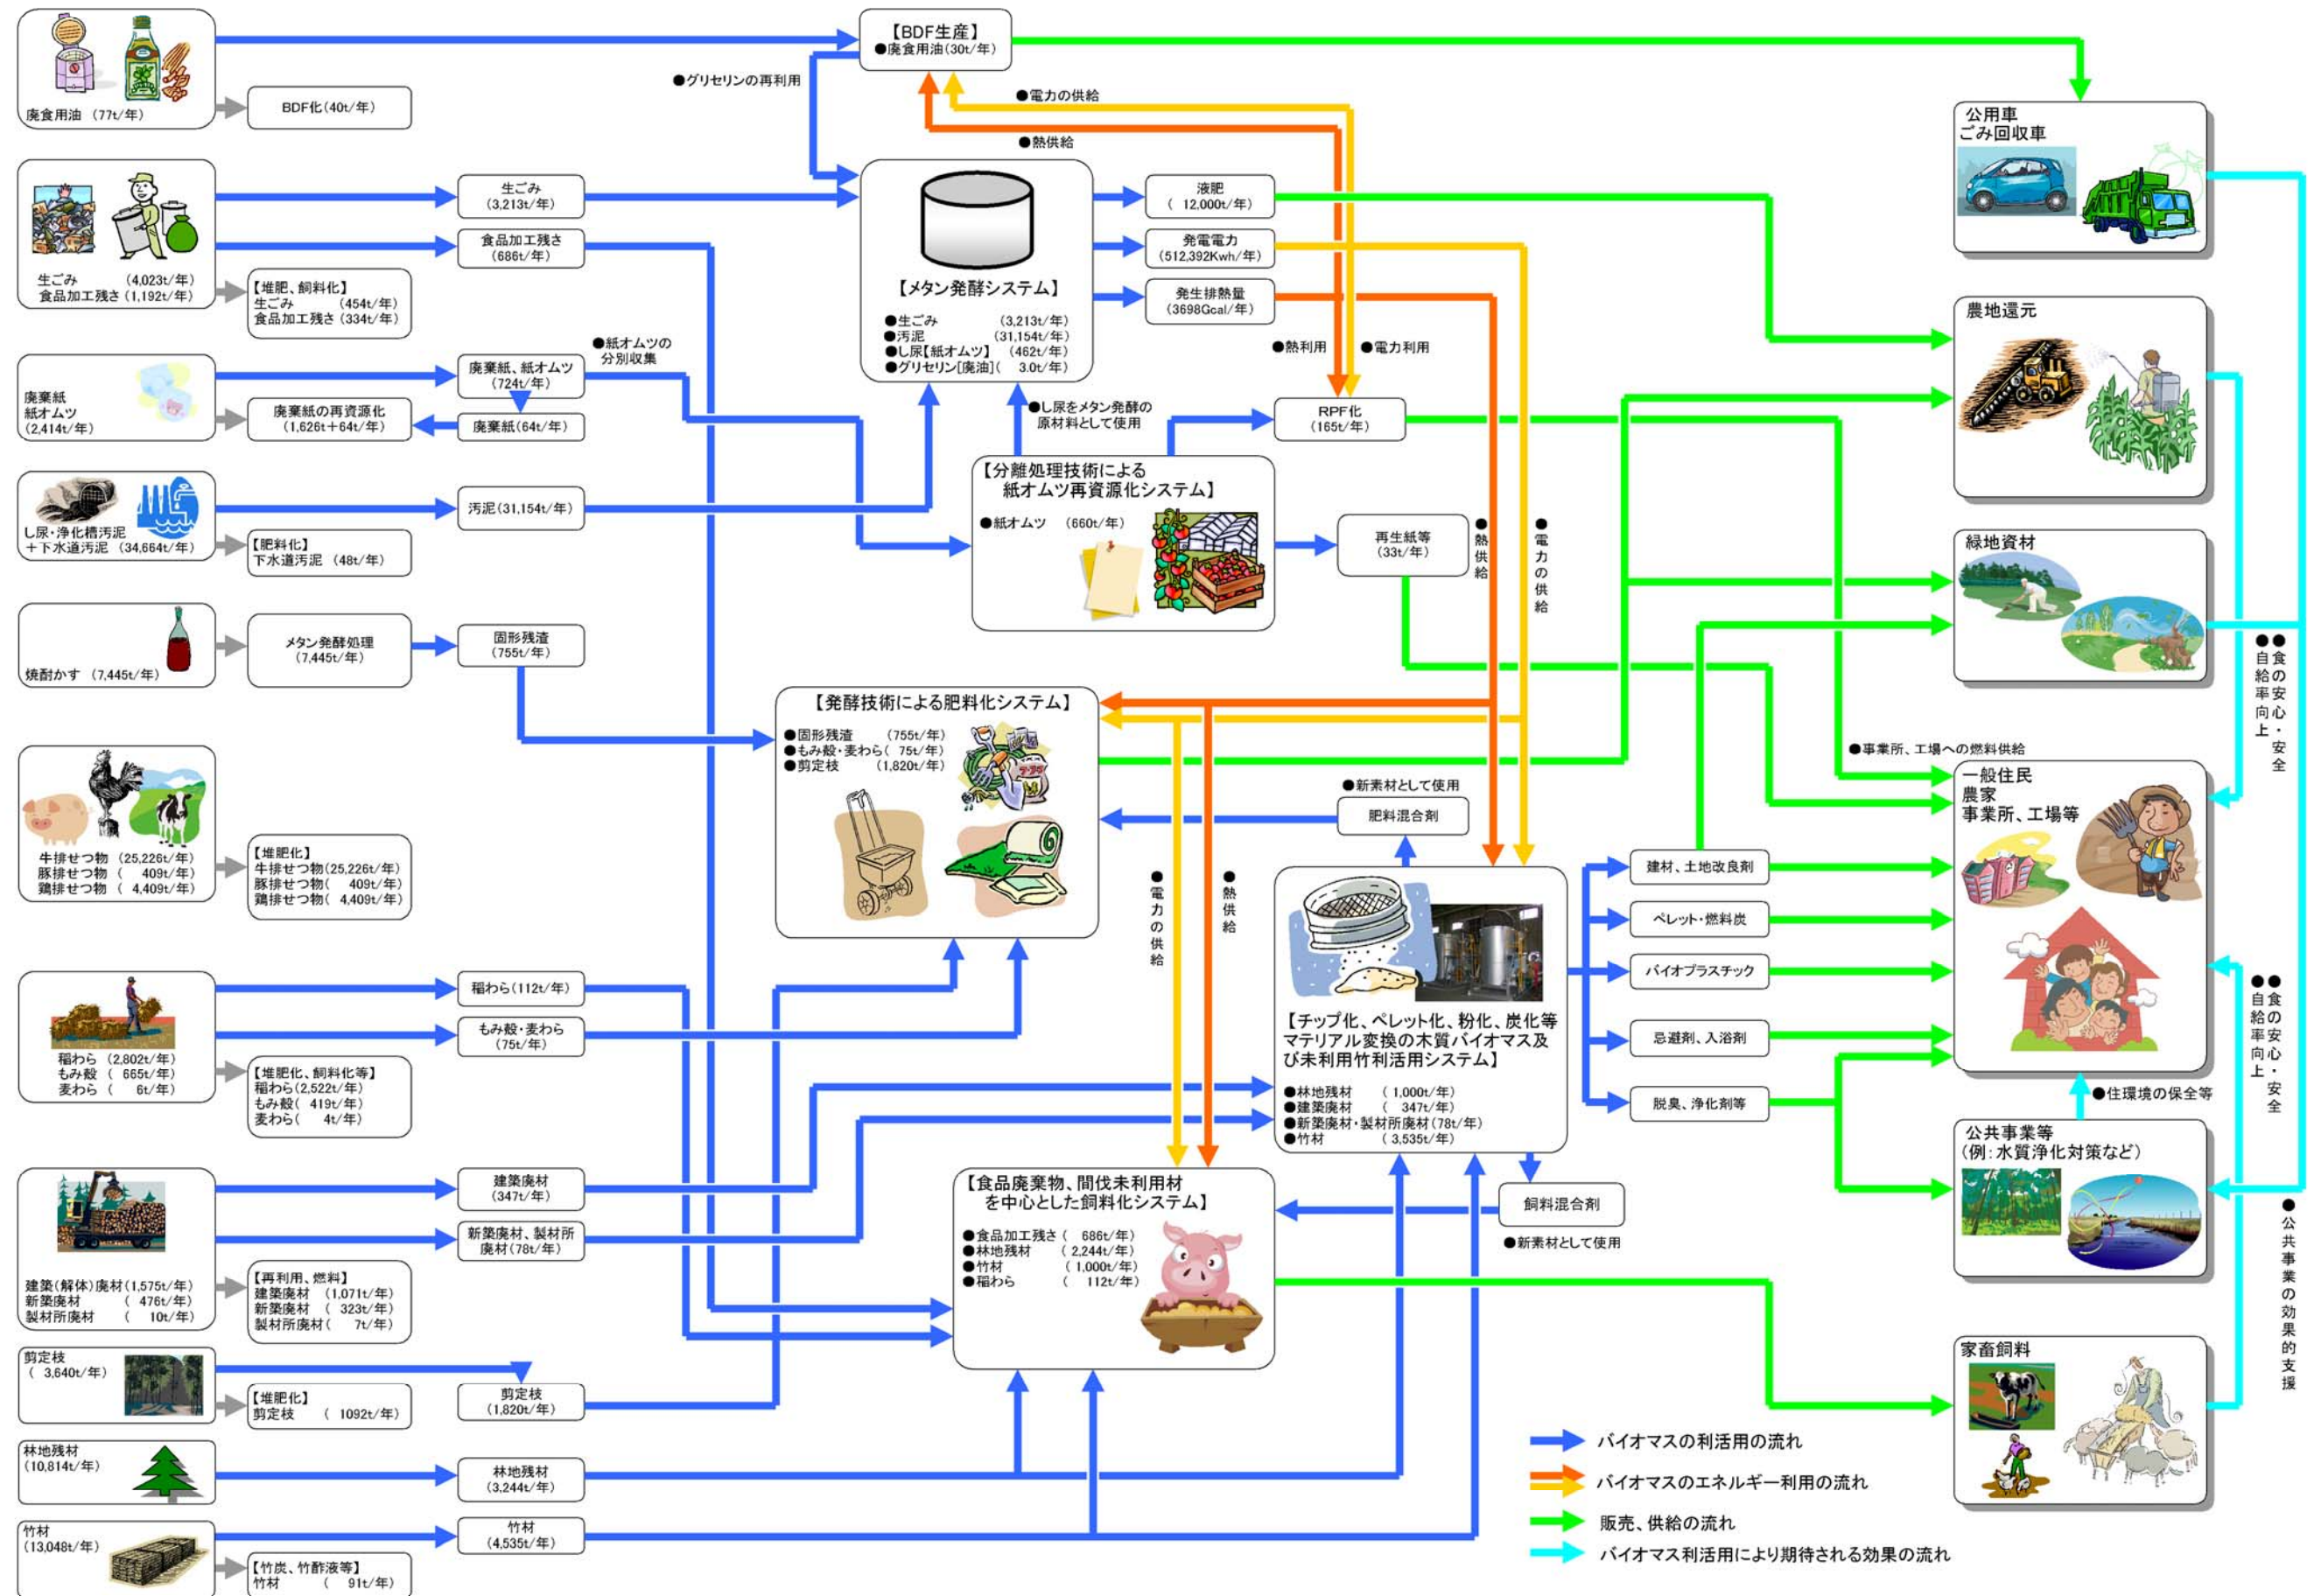 廃食用油 (77t/年)
BDF化(40t/年)
【BDF生産】
●廃食用油(30t/年)
●グリセリンの再利用
●電力の供給
●熱供給
公用車
ごみ回収車
生ごみ (4,023t/年)
食品加工残さ(1,192t/年)
【堆肥、飼料化】
生ごみ (454t/年)
食品加工残さ(334t/年)
生ごみ
(3,213t/年)
食品加工残さ
(686t/年)
【メタン発酵システム】
●生ごみ (3,213t/年)
●汚泥 (31,154t/年)
●し尿【紙オムツ】 (462t/年)
●グリセリン[廃油]( 3.0t/年)
液肥
( 12,000t/年)
発電電力
(512,392Kwh/年)
発生排熱量
(3698Gcal/年)
●熱利用
●電力利用
農地還元
廃棄紙
紙オムツ
(2,414t/年)
廃棄紙の再資源化
(1,626t+64t/年)
廃棄紙、紙オムツ
(724t/年)
廃棄紙(64t/年)
●紙オムツの
分別収集
●し尿をメタン発酵の
原材料として使用
RPF化
(165t/年)
し尿・浄化槽汚泥
+下水道汚泥 (34,664t/年)
【肥料化】
下水道汚泥 (48t/年)
汚泥(31,154t/年)
【分離処理技術による
紙オムツ再資源化システム】
●紙オムツ (660t/年)
再生紙等
(33t/年)
●熱供給
●電力の供給
緑地資材
焼酎かす (7,445t/年)
メタン発酵処理
(7,445t/年)
固形残渣
(755t/年)
【発酵技術による肥料化システム】
●固形残渣 (755t/年)
●もみ殻・麦わら( 75t/年)
●剪定枝 (1,820t/年)
●食の安心・安全
●自給率向上
●事業所、工場への燃料供給
一般住民
農家
事業所、工場等
牛排せつ物 (25,226t/年)
豚排せつ物 ( 409t/年)
鶏排せつ物 ( 4,409t/年)
【堆肥化】
牛排せつ物(25,226t/年)
豚排せつ物( 409t/年)
鶏排せつ物( 4,409t/年)
●新素材として使用
肥料混合剤
●電力の供給
●熱供給
建材、土地改良剤
ペレット・燃料炭
バイオプラスチック
忌避剤、入浴剤
脱臭、浄化剤等
稲わら (2,802t/年)
もみ殻 ( 665t/年)
麦わら ( 6t/年)
【堆肥化、飼料化等】
稲わら(2,522t/年)
もみ殻( 419t/年)
麦わら( 4t/年)
稲わら(112t/年)
もみ殻・麦わら
(75t/年)
【チップ化、ペレット化、粉化、炭化等
マテリアル変換の木質バイオマス及
び未利用竹利活用システム】
●林地残材 ( 1,000t/年)
●建築廃材 ( 347t/年)
●新築廃材・製材所廃材(78t/年)
●竹材 ( 3,535t/年)
●食の安心・安全
●自給率向上
●住環境の保全等
公共事業等
(例:水質浄化対策など)
建築(解体)廃材(1,575t/年)
新築廃材 ( 476t/年)
製材所廃材 ( 10t/年)
【再利用、燃料】
建築廃材 (1,071t/年)
新築廃材 ( 323t/年)
製材所廃材( 7t/年)
建築廃材
(347t/年)
新築廃材、製材所
廃材(78t/年)
【食品廃棄物、間伐未利用材
を中心とした飼料化システム】
●食品加工残さ ( 686t/年)
●林地残材 ( 2,244t/年)
●竹材 ( 1,000t/年)
●稲わら ( 112t/年)
飼料混合剤
●新素材として使用
●公共事業の効果的支援
剪定枝
( 3,640t/年)
【堆肥化】
剪定枝 ( 1092t/年)
剪定枝
(1,820t/年)
家畜飼料
林地残材
(10,814t/年)
林地残材
(3,244t/年)
竹材
(13,048t/年)
【竹炭、竹酢液等】
竹材 ( 91t/年)
竹材
(4,535t/年)
バイオマスの利活用の流れ
バイオマスのエネルギー利用の流れ
販売、供給の流れ
バイオマス利活用により期待される効果の流れ